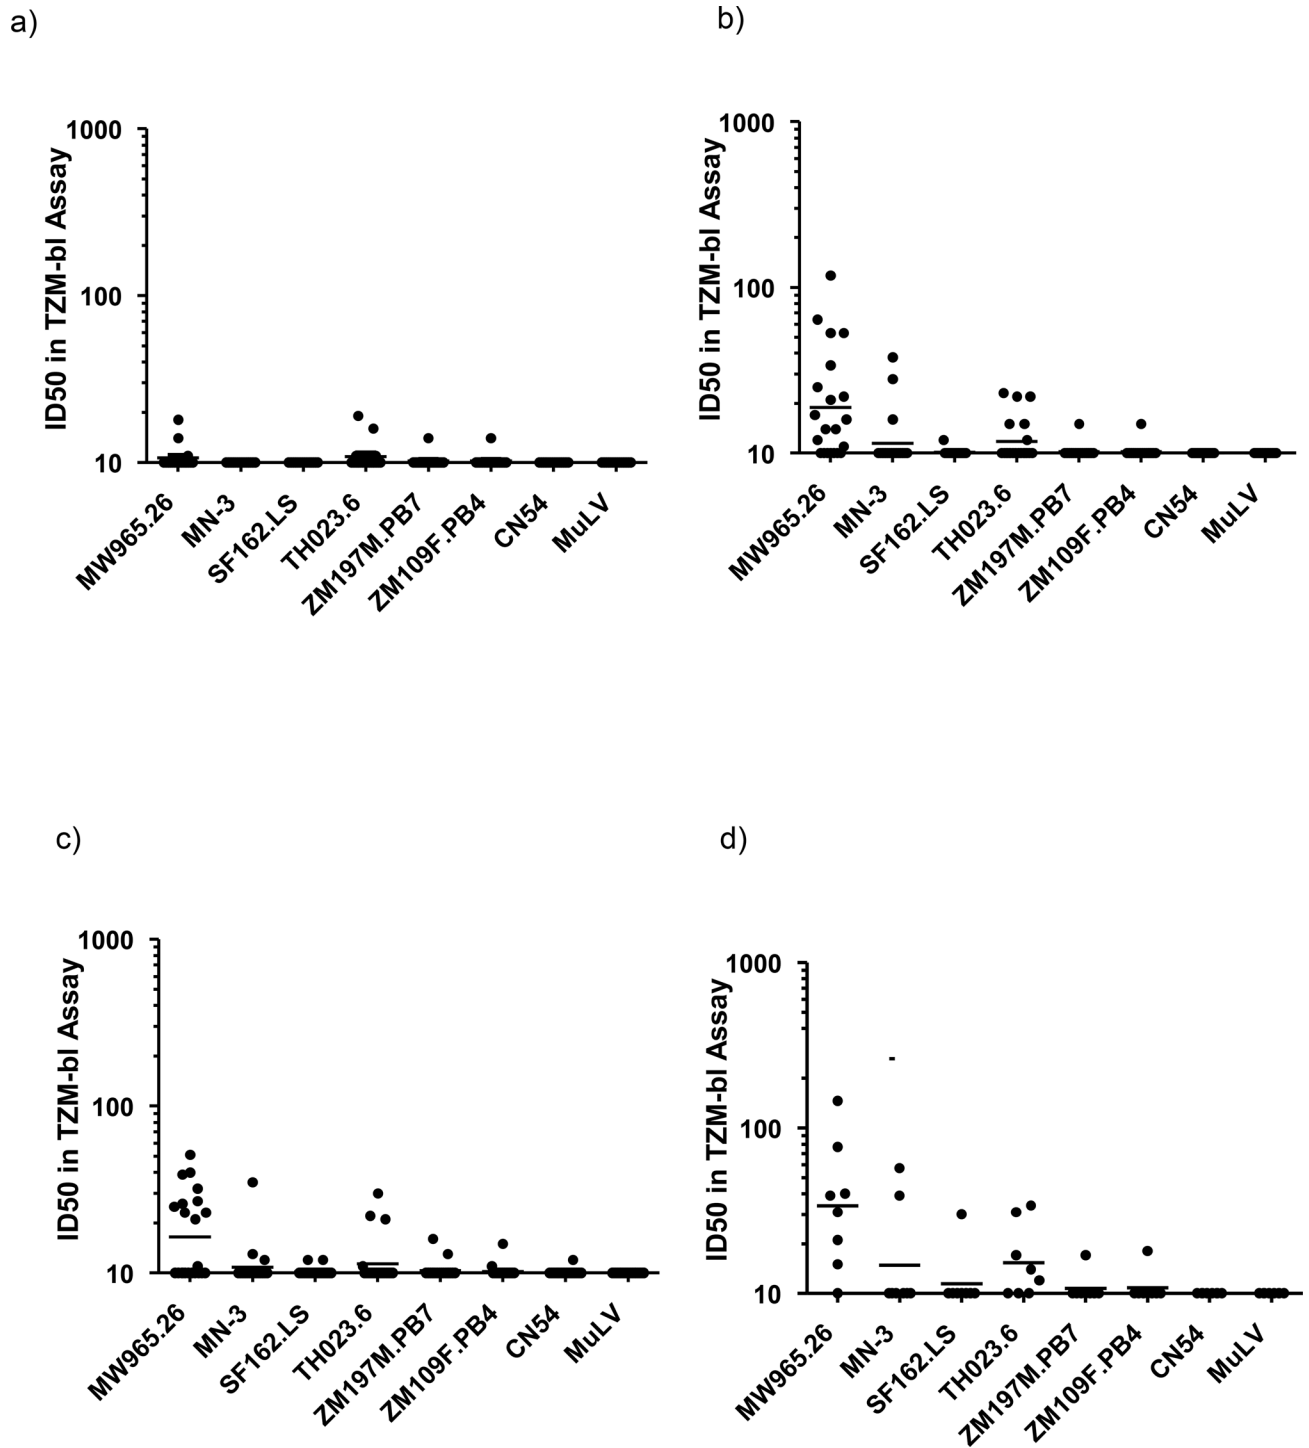 a)
ID50 in TZM-bl Assay
1000
100
10
MW965.26
MN-3
SF162.LS
TH023.6
ZM197M.PB7
ZM109F.PB4
CN54
MuLV
b)
ID50 in TZM-bl Assay
1000
100
10
MW965.26
MN-3
SF162.LS
TH023.6
ZM197M.PB7
ZM109F.PB4
CN54
MuLV
c)
ID50 in TZM-bl Assay
1000
100
10
MW965.26
MN-3
SF162.LS
TH023.6
ZM197M.PB7
ZM109F.PB4
CN54
MuLV
d)
ID50 in TZM-bl Assay
1000
100
10
MW965.26
MN-3
SF162.LS
TH023.6
ZM197M.PB7
ZM109F.PB4
CN54
MuLV